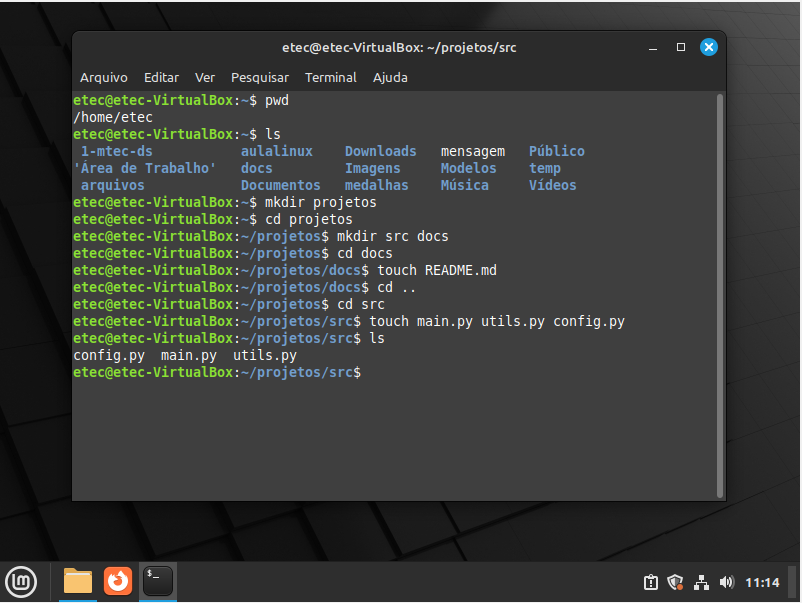 etec@etec-VirtualBox: ~/projetos/src
Arquivo Editar Ver Pesquisar Terminal Ajuda
etec@etec-VirtualBox:~$ pwd
/home/etec
etec@etec-VirtualBox:~$ ls
1-mtec-ds aulalinux Downloads mensagem Público
'Área de Trabalho' docs Imagens Modelos temp
arquivos Documentos medalhas Música Vídeos
etec@etec-VirtualBox:~$ mkdir projetos
etec@etec-VirtualBox:~$ cd projetos
etec@etec-VirtualBox:~/projetos$ mkdir src docs
etec@etec-VirtualBox:~/projetos$ cd docs
etec@etec-VirtualBox:~/projetos/docs$ touch README.md
etec@etec-VirtualBox:~/projetos/docs$ cd ..
etec@etec-VirtualBox:~/projetos$ cd src
etec@etec-VirtualBox:~/projetos/src$ touch main.py utils.py config.py
etec@etec-VirtualBox:~/projetos/src$ ls
config.py main.py utils.py
etec@etec-VirtualBox:~/projetos/src$
lm $_ 11:14